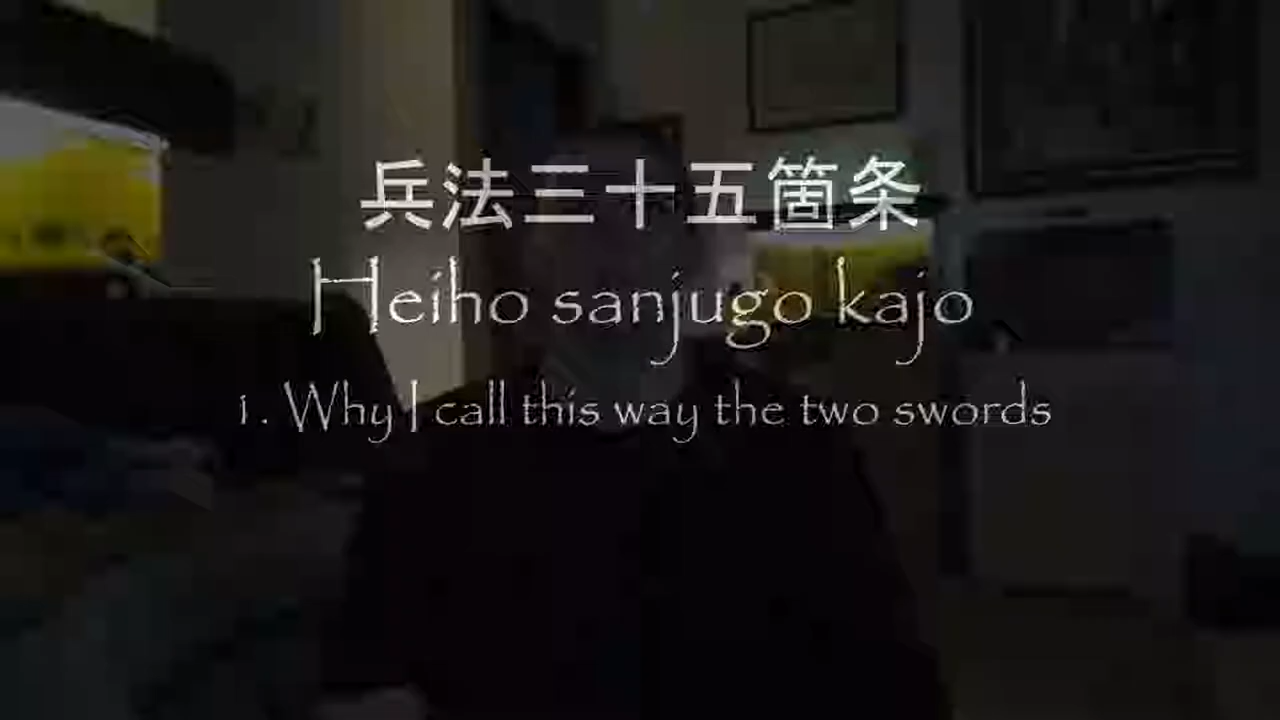 兵法三十五箇条
Heiho sanjugo kajo
1. Why I call this way the two swords